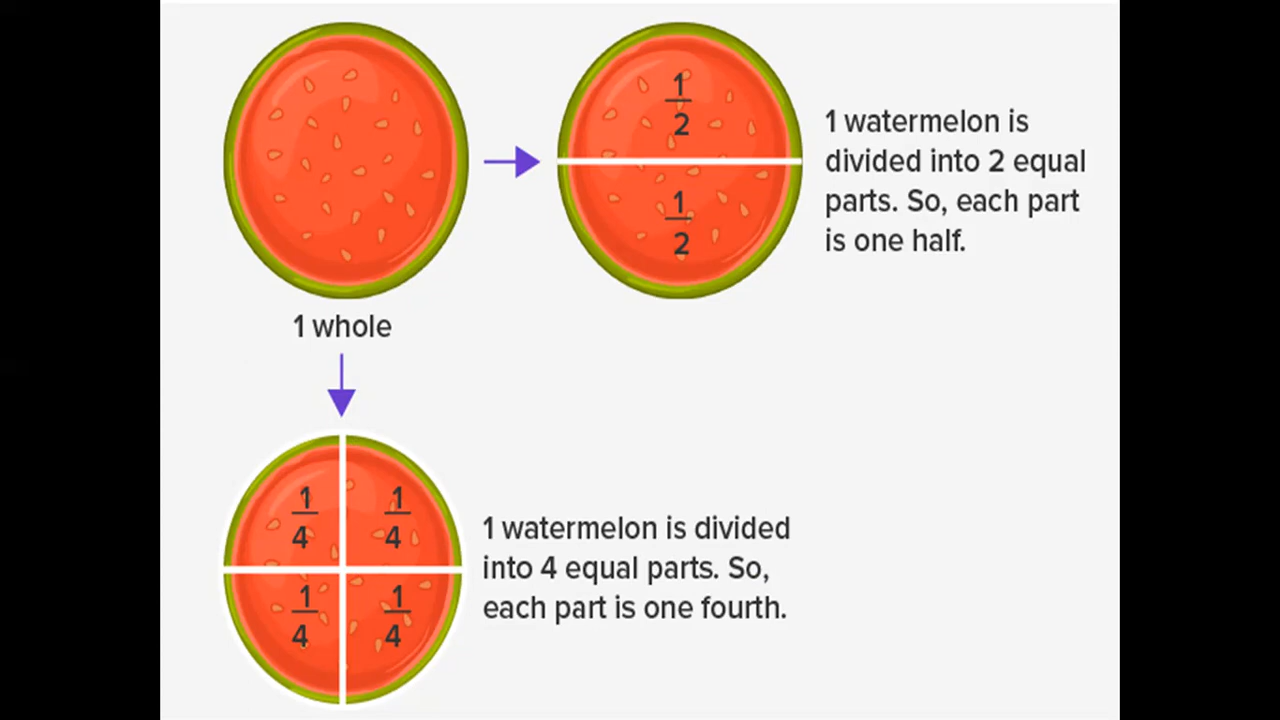 1
2
1
2
1 watermelon is
divided into 2 equal
parts. So, each part
is one half.
1 whole
1 1
4 4
1 1
4 4
1 watermelon is divided
into 4 equal parts. So,
each part is one fourth.